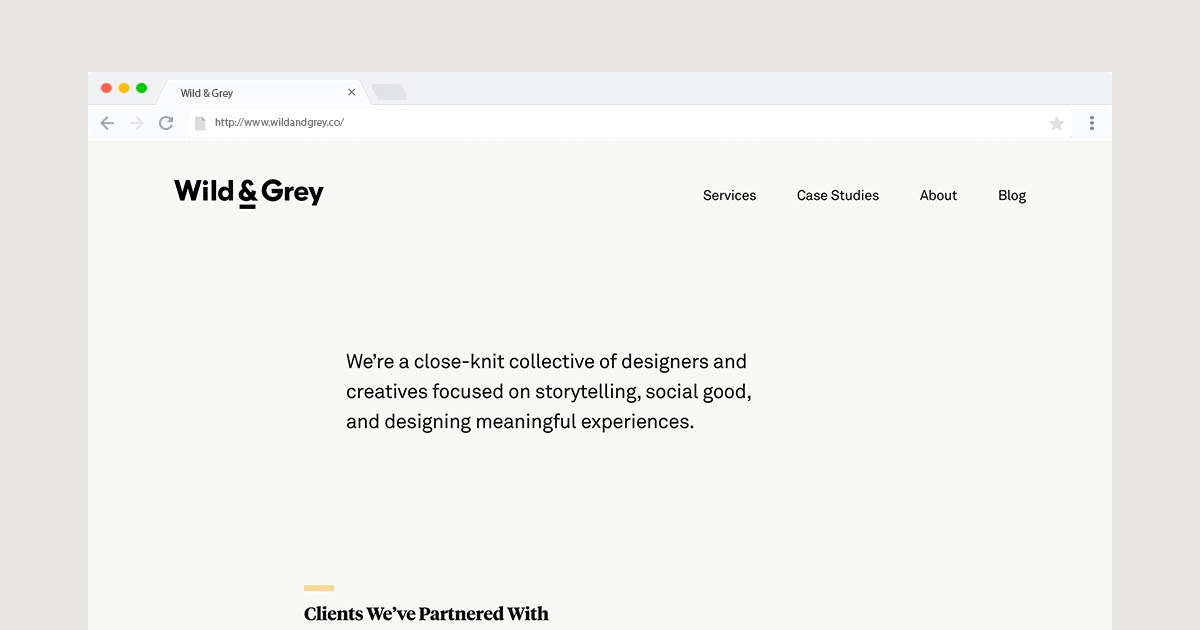 Wild & Grey
http://www.wildandgrey.co/
Wild & Grey
Services Case Studies About Blog
We’re a close-knit collective of designers and
creatives focused on storytelling, social good,
and designing meaningful experiences.
Clients We’ve Partnered With